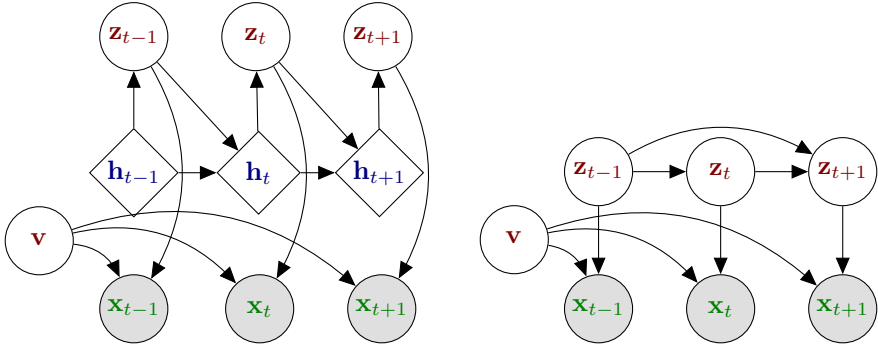 z_{t−1} z_t z_{t+1}
h_{t−1} h_t h_{t+1} z_{t−1} z_t z_{t+1}
v v
x_{t−1} x_t x_{t+1} x_{t−1} x_t x_{t+1}